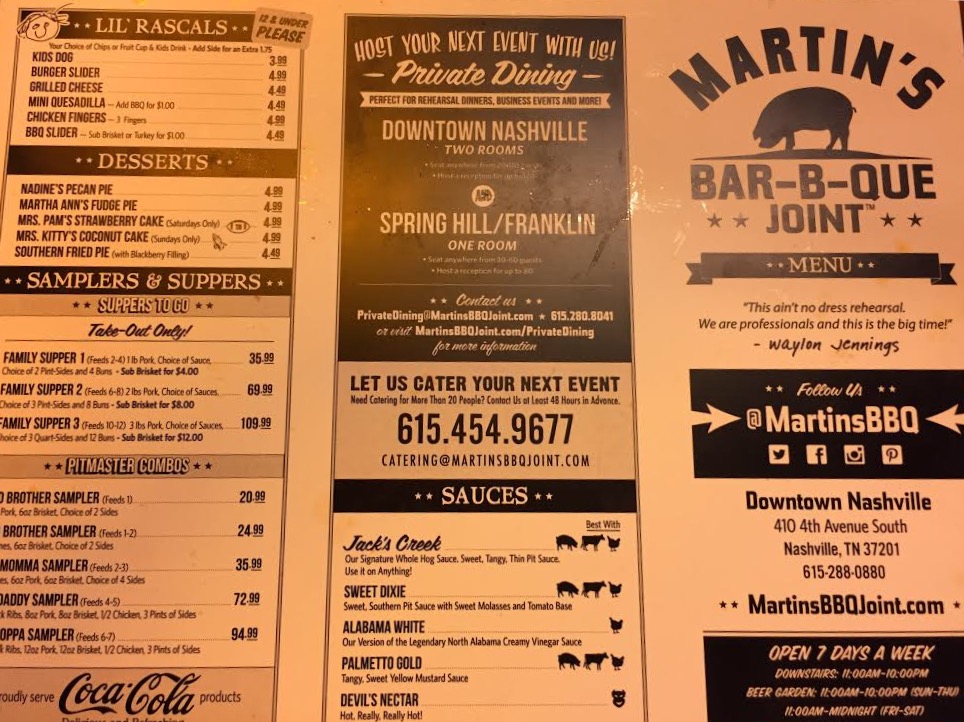 LIL' RASCALS
12 & UNDER
PLEASE
Your Choice of Chips or Fruit Cup & Kids Drink - Add Side for an Extra 1.75
KIDS DOG 3.99
BURGER SLIDER 4.99
GRILLED CHEESE 4.49
MINI QUESADILLA – Add BBQ for $1.00 4.49
CHICKEN FINGERS – 3 Fingers 4.99
BBQ SLIDER – Sub Brisket or Turkey for $1.00 4.49
DESSERTS
NADINE'S PECAN PIE 4.99
MARTHA ANN'S FUDGE PIE 4.99
MRS. PAM'S STRAWBERRY CAKE (Saturdays Only) 4.99
MRS. KITTY'S COCONUT CAKE (Sundays Only) 4.99
SOUTHERN FRIED PIE (with Blackberry Filling) 4.49
SAMPLERS & SUPPERS
SUPPERS TO GO
Take-Out Only!
FAMILY SUPPER 1 (Feeds 2-4) 1 lb Pork, Choice of Sauce, 35.99
Choice of 2 Pint-Sides and 4 Buns - Sub Brisket for $4.00
FAMILY SUPPER 2 (Feeds 6-8) 2 lbs Pork, Choice of Sauces, 69.99
Choice of 3 Pint-Sides and 8 Buns - Sub Brisket for $8.00
FAMILY SUPPER 3 (Feeds 10-12) 3 lbs Pork, Choice of Sauces, 109.99
hoice of 3 Quart-Sides and 12 Buns - Sub Brisket for $12.00
PITMASTER COMBOS
BROTHER SAMPLER (Feeds 1) 20.99
Pork, 6oz Brisket, Choice of 2 Sides
BROTHER SAMPLER (Feeds 1-2) 24.99
6oz Brisket, Choice of 2 Sides
MOMMA SAMPLER (Feeds 2-3) 35.99
6oz Pork, 6oz Brisket, Choice of 4 Sides
DADDY SAMPLER (Feeds 4-5) 72.99
Ribs, 8oz Pork, 8oz Brisket, 1/2 Chicken, 3 Pints of Sides
OPPA SAMPLER (Feeds 6-7) 94.99
Ribs, 12oz Pork, 12oz Brisket, 1/2 Chicken, 3 Pints of Sides
roudly serve Coca-Cola products
Delicious and Refreshing
HOST YOUR NEXT EVENT WITH US!
Private Dining
PERFECT FOR REHEARSAL DINNERS, BUSINESS EVENTS AND MORE!
DOWNTOWN NASHVILLE
TWO ROOMS
• Seat anywhere from
• Host a reception for up to
AND
SPRING HILL/FRANKLIN
ONE ROOM
• Seat anywhere from 30-60 guests
• Host a reception for up to 80
Contact us
PrivateDining@MartinsBBQJoint.com ★ 615.280.8041
or visit MartinsBBQJoint.com/PrivateDining
for more information
LET US CATER YOUR NEXT EVENT
Need Catering for More Than 20 People? Contact Us at Least 48 Hours in Advance.
615.454.9677
CATERING@MARTINSBBQJOINT.COM
SAUCES
Best With
Jack's Creek
Our Signature Whole Hog Sauce. Sweet, Tangy, Thin Pit Sauce.
Use it on Anything!
SWEET DIXIE
Sweet, Southern Pit Sauce with Sweet Molasses and Tomato Base
ALABAMA WHITE
Our Version of the Legendary North Alabama Creamy Vinegar Sauce
PALMETTO GOLD
Tangy, Sweet Yellow Mustard Sauce
DEVIL'S NECTAR
Hot, Really, Really Hot!
MARTIN'S
BAR-B-QUE
JOINT™
MENU
"This ain't no dress rehearsal.
We are professionals and this is the big time!"
- Waylon Jennings
Follow Us
@MartinsBBQ
Downtown Nashville
410 4th Avenue South
Nashville, TN 37201
615-288-0880
MartinsBBQJoint.com
OPEN 7 DAYS A WEEK
DOWNSTAIRS: 11:00AM-10:00PM
BEER GARDEN: 11:00AM-10:00PM (SUN-THU)
11:00AM-MIDNIGHT (FRI-SAT)